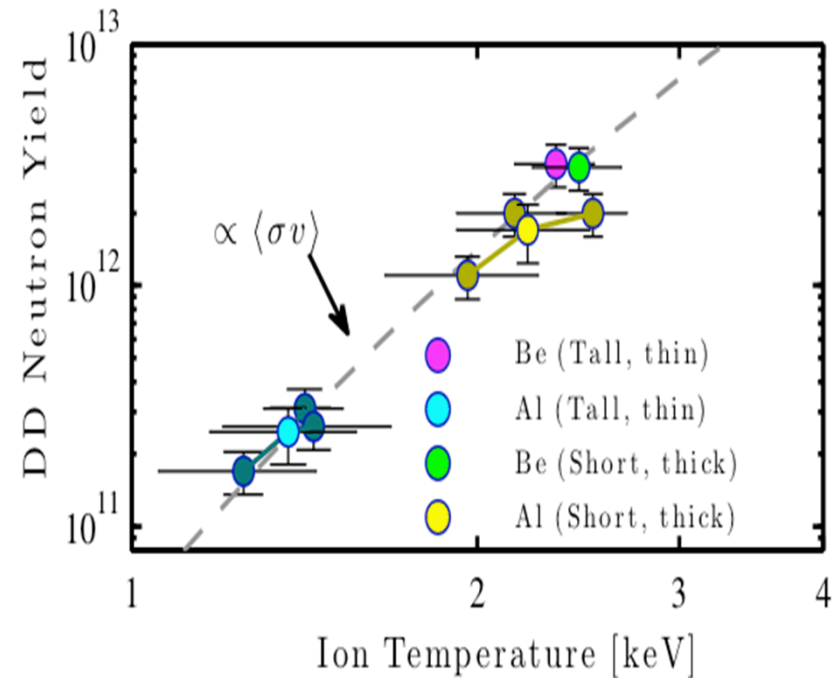 10^13
DD Neutron Yield
∝ ⟨σv⟩
10^12
Be (Tall, thin)
Al (Tall, thin)
Be (Short, thick)
Al (Short, thick)
10^11
1 2 3 4
Ion Temperature [keV]